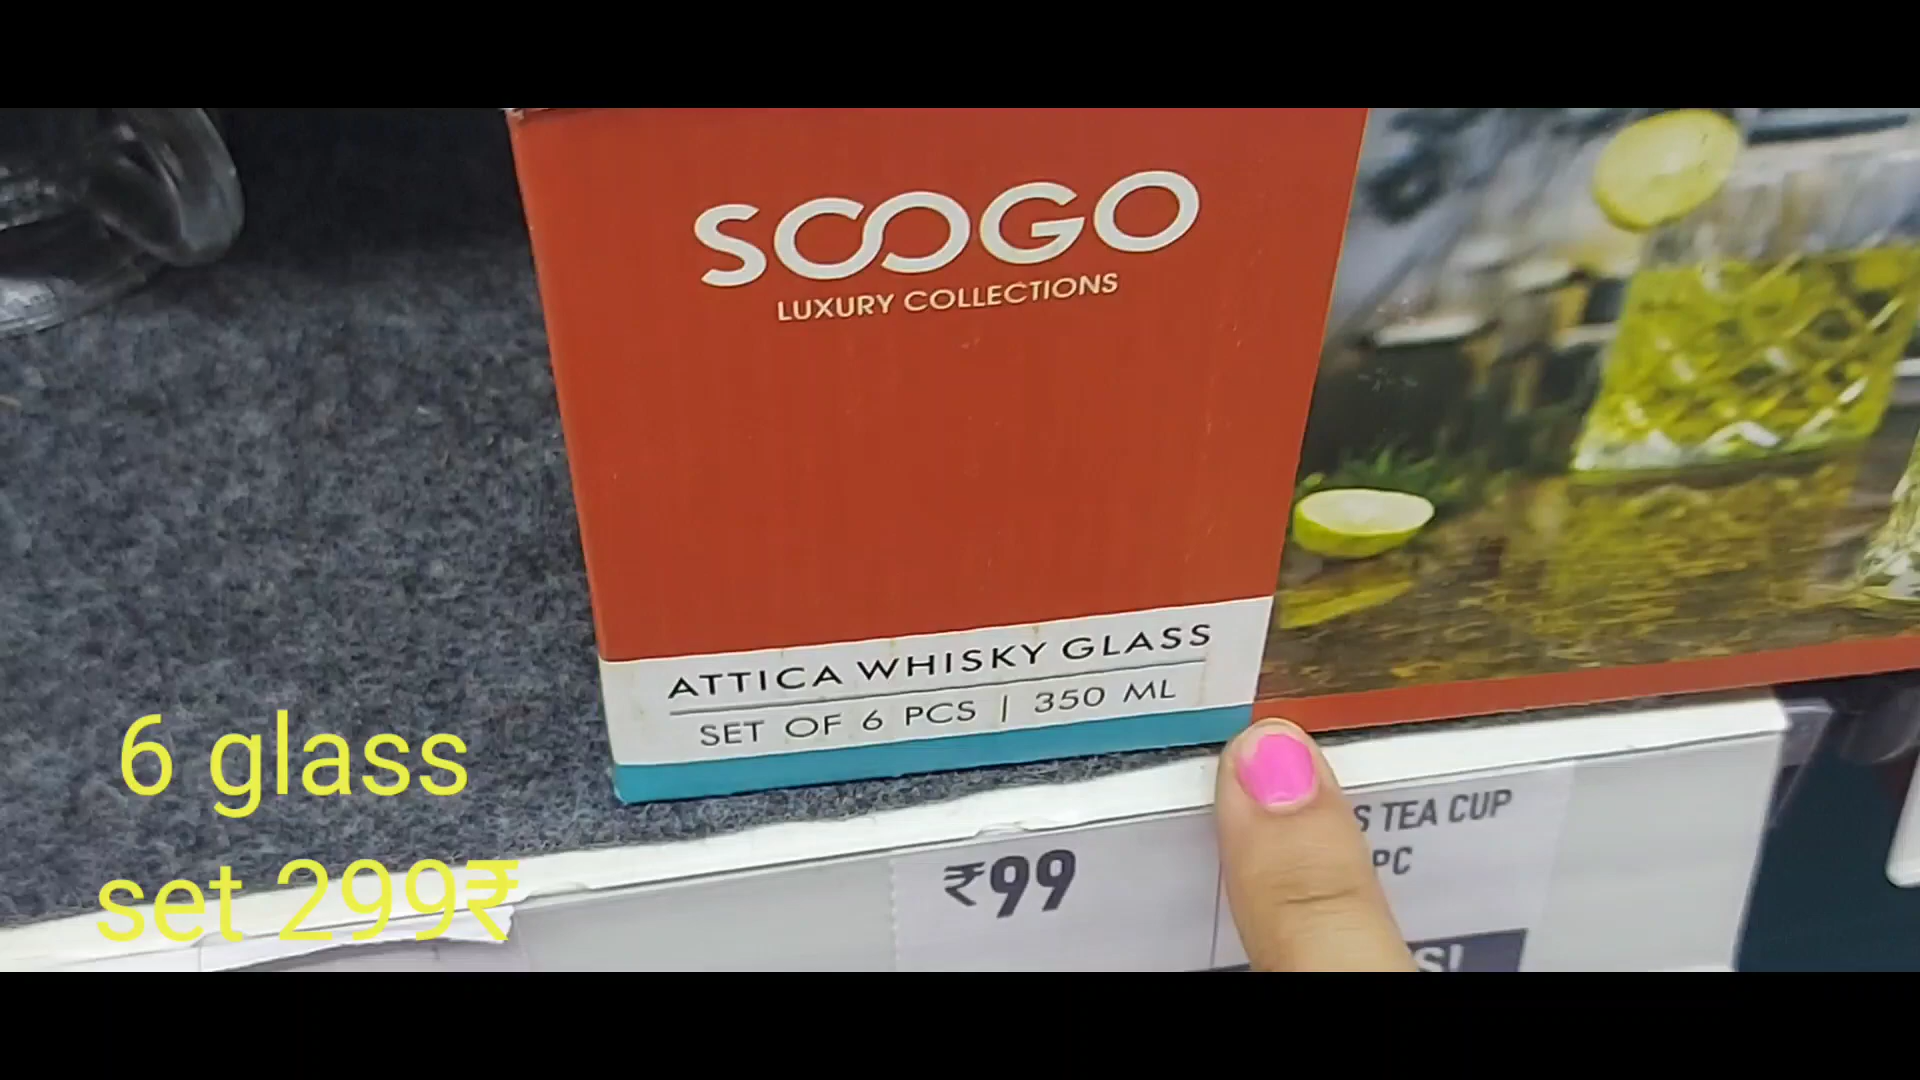 SOOGO
LUXURY COLLECTIONS
ATTICA WHISKY GLASS
SET OF 6 PCS | 350 ML
6 glass
set 299₹
₹99
S TEA CUP
PC
S!